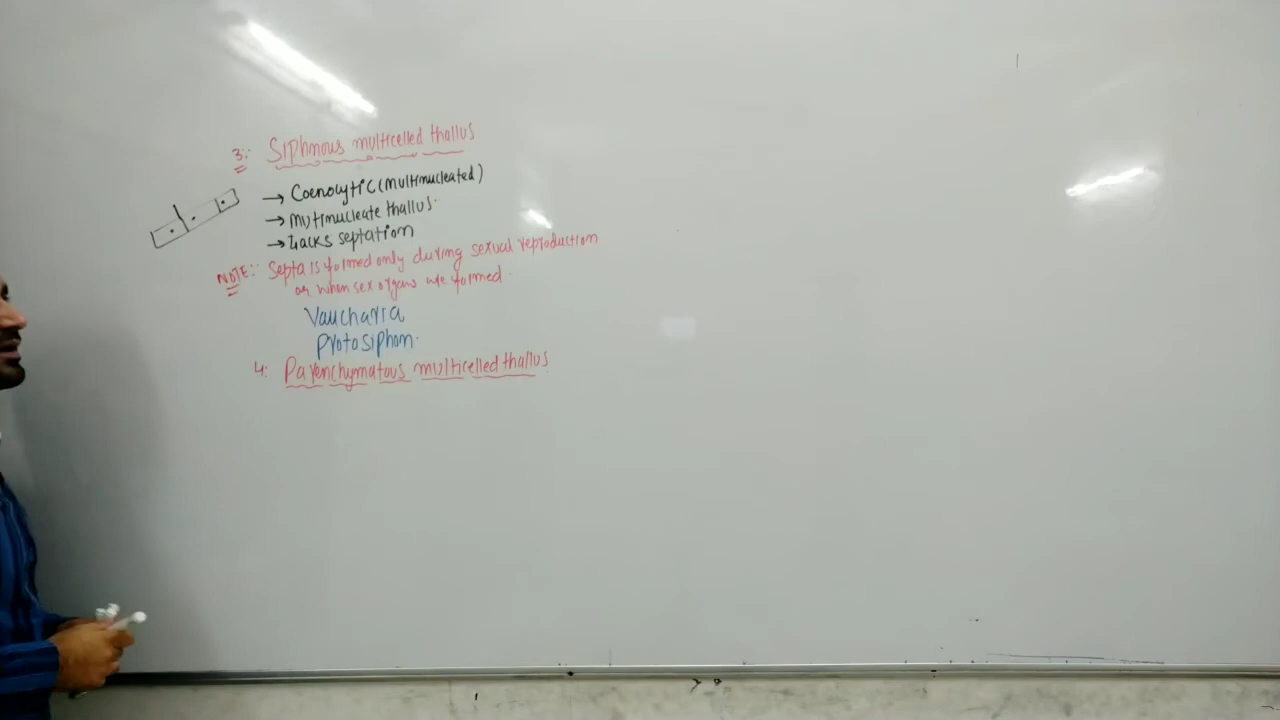 3:- Siphnous multicelled thallus
→ Coenolytic (multinucleated)
→ multinucleate thallus.
→ Lacks septation
NOTE:- Septa is formed only during sexual reproduction
or when sex organs are formed.
Vaucharia
Protosiphon.
4: Parenchymatous multicelled thallus